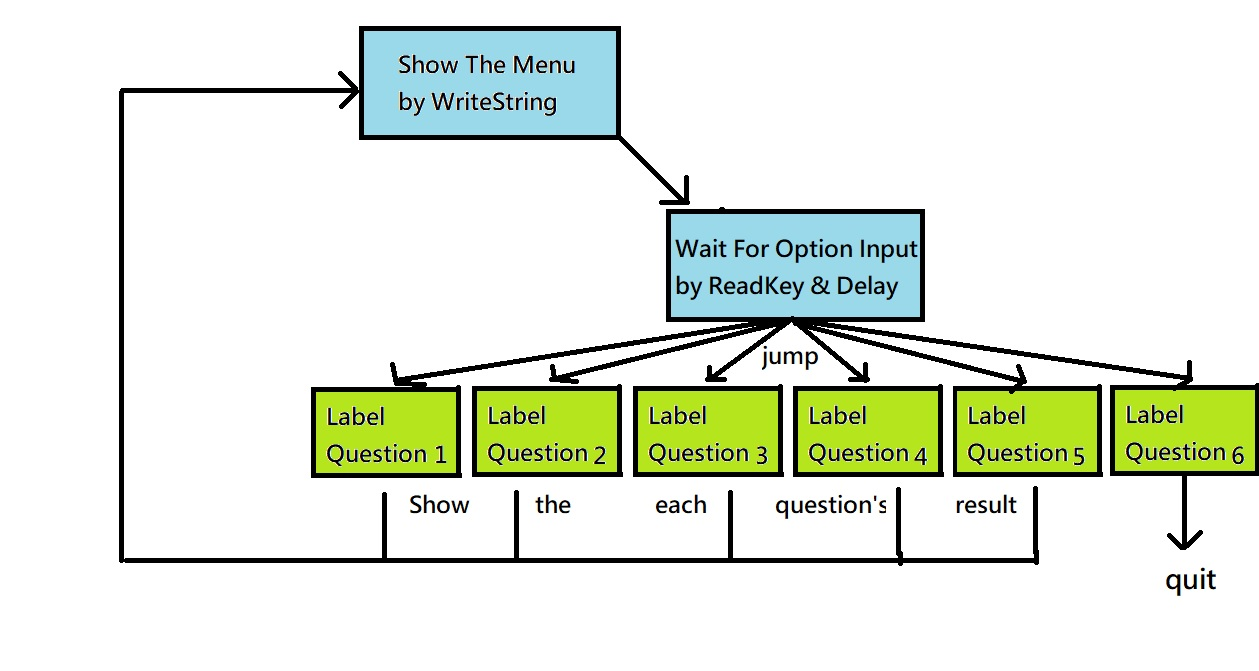 Show The Menu
by WriteString
Wait For Option Input
by ReadKey & Delay
jump
Label
Question 1
Label
Question 2
Label
Question 3
Label
Question 4
Label
Question 5
Label
Question 6
Show the each question's result
quit